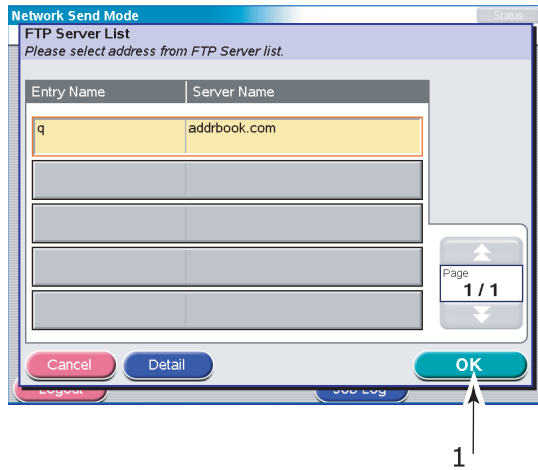 Network Send Mode Status
FTP Server List
Please select address from FTP Server list.
Entry Name Server Name
q addrbook.com
Page
1 / 1
Cancel Detail OK
Logout Job Log
1